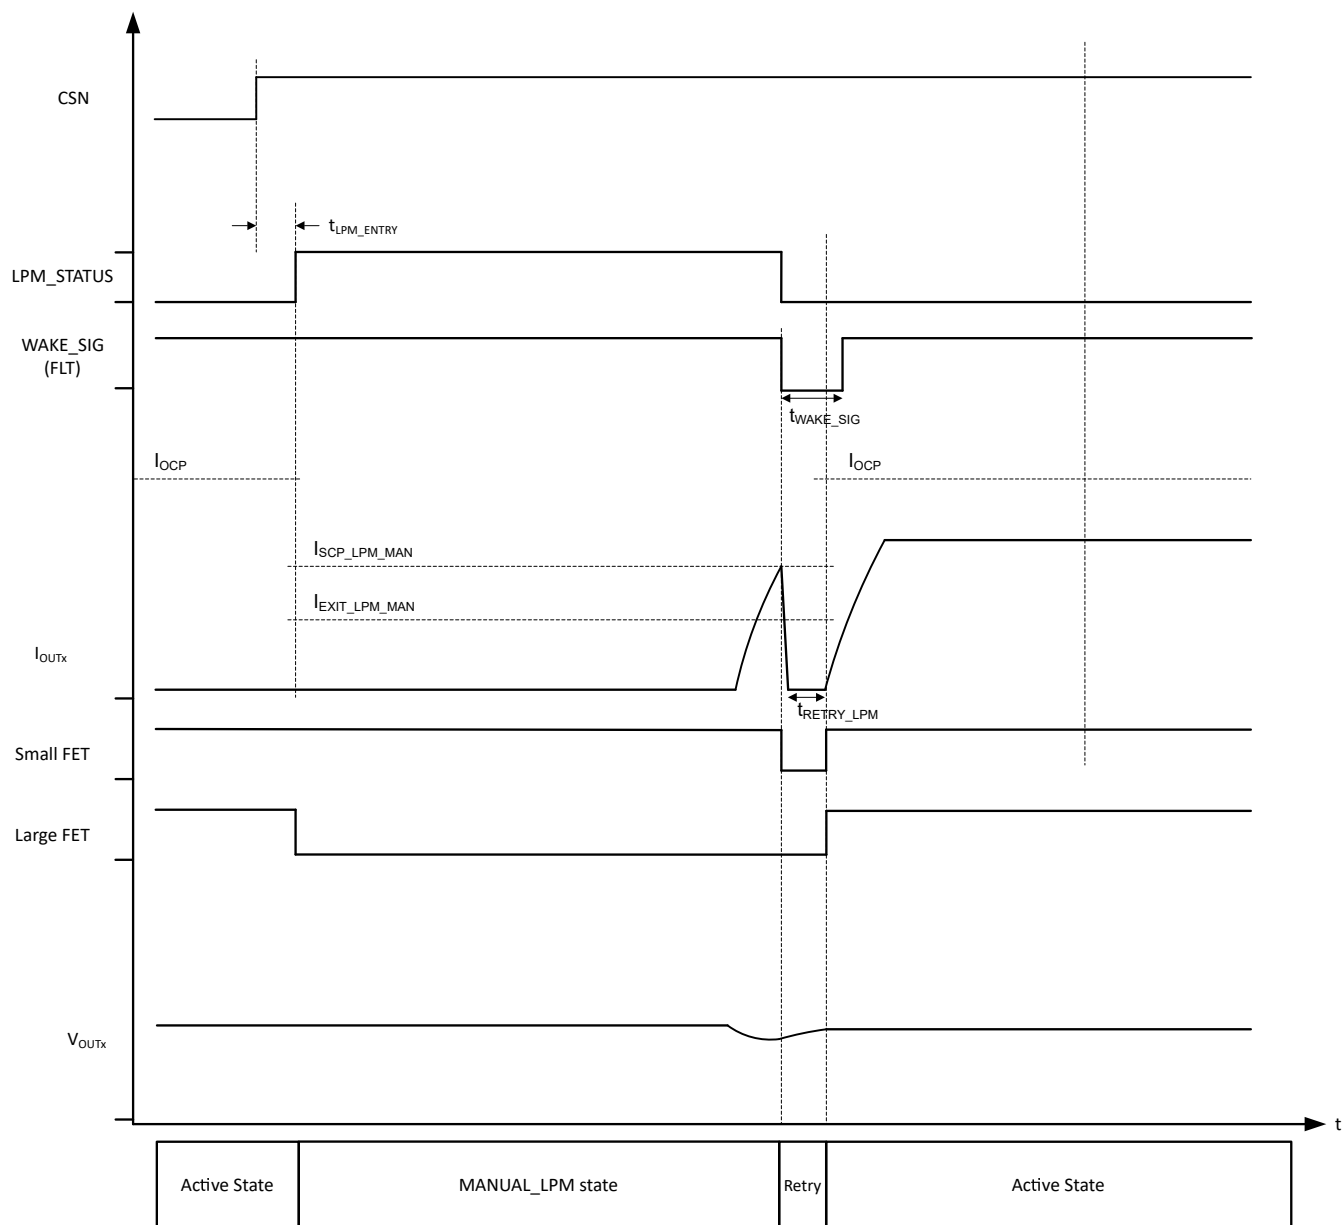 CSN
tLPM_ENTRY
LPM_STATUS
WAKE_SIG
(FLT)
tWAKE_SIG
IOCP
IOCP
ISCP_LPM_MAN
IEXIT_LPM_MAN
IOUTx
tRETRY_LPM
Small FET
Large FET
VOUTx
t
Active State
MANUAL_LPM state
Retry
Active State